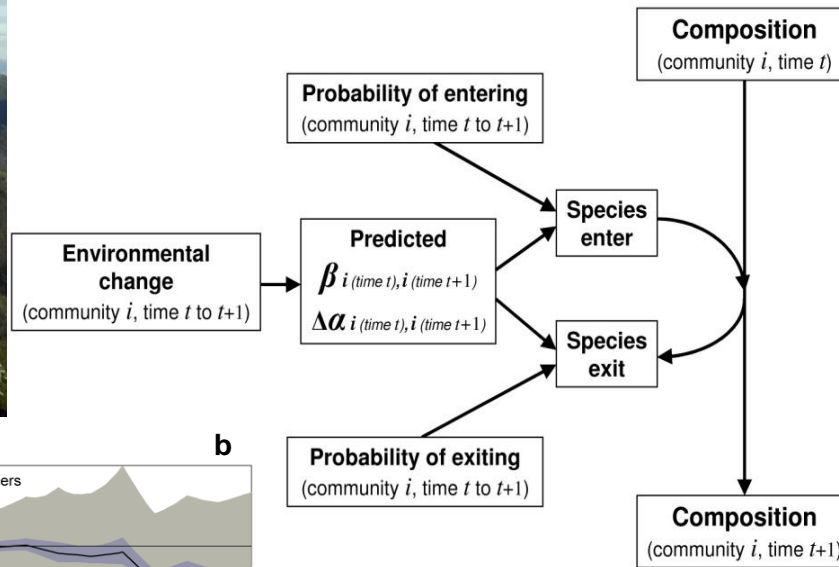 Composition
(community i, time t)
Probability of entering
(community i, time t to t+1)
Species
enter
Environmental
change
(community i, time t to t+1)
Predicted
β i (time t), i (time t+1)
Δα i (time t), i (time t+1)
Species
exit
Probability of exiting
(community i, time t to t+1)
Composition
(community i, time t+1)
b
ers